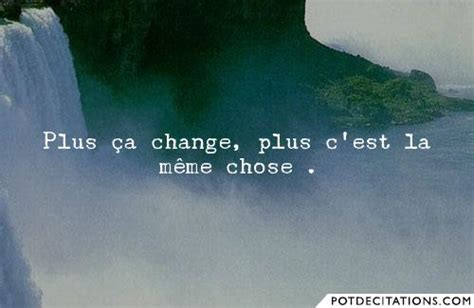 Plus ça change, plus c'est la
même chose .
POTDECITATIONS.COM